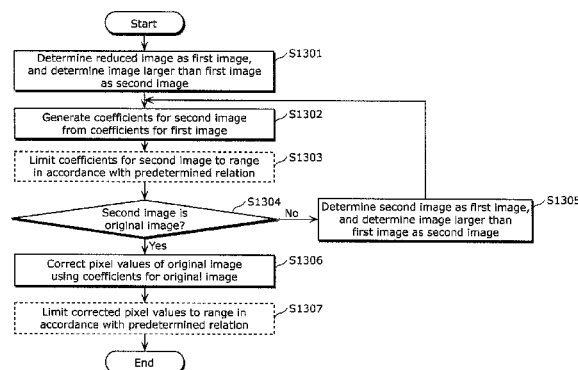 Start
Determine reduced image as first image,
and determine image larger than first image
as second image
S1301
Generate coefficients for second image
from coefficients for first image
S1302
Limit coefficients for second image to range
in accordance with predetermined relation
S1303
Second image is
original image?
S1304
No
Determine second image as first image,
and determine image larger than
first image as second image
S1305
Yes
Correct pixel values of original image
using coefficients for original image
S1306
Limit corrected pixel values to range in
accordance with predetermined relation
S1307
End